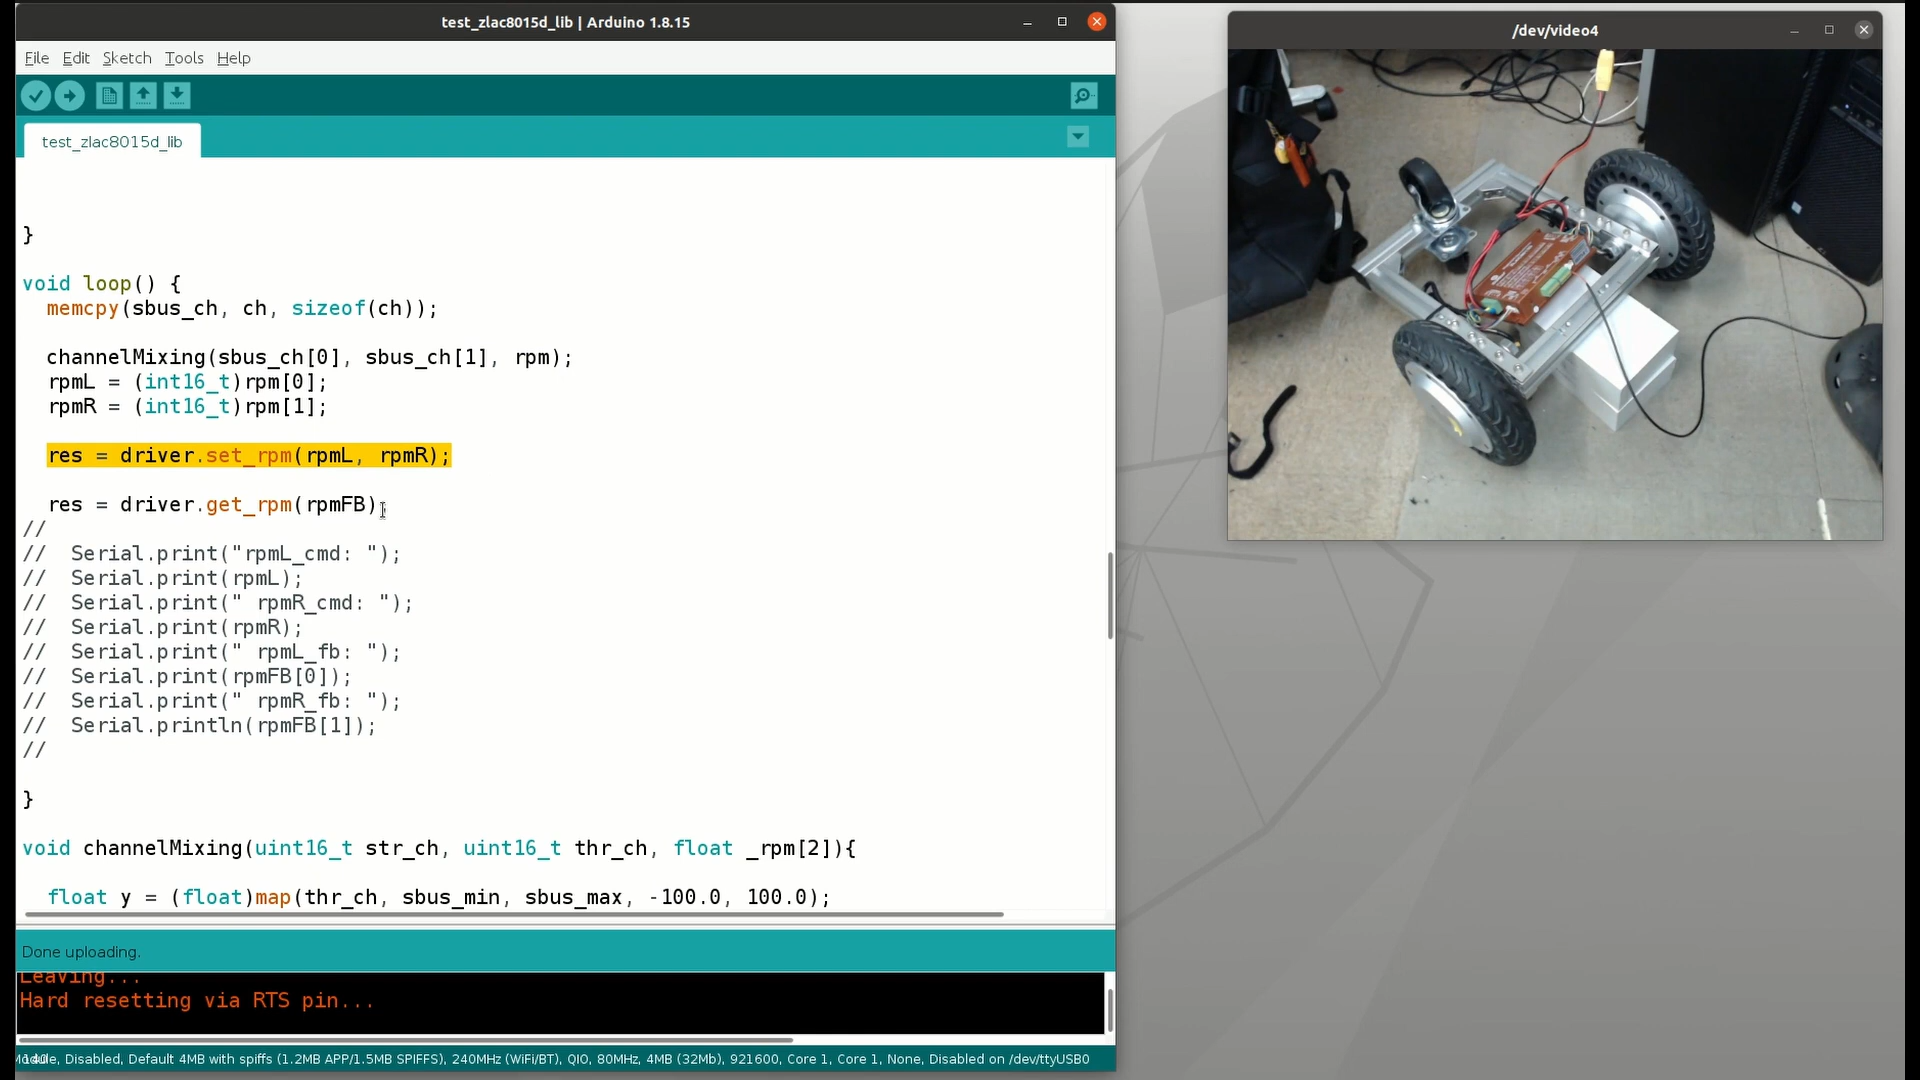 test_zlac8015d_lib | Arduino 1.8.15
File Edit Sketch Tools Help
test_zlac8015d_lib
}
void loop() {
memcpy(sbus_ch, ch, sizeof(ch));
channelMixing(sbus_ch[0], sbus_ch[1], rpm);
rpmL = (int16_t)rpm[0];
rpmR = (int16_t)rpm[1];
res = driver.set_rpm(rpmL, rpmR);
res = driver.get_rpm(rpmFB);
//
// Serial.print("rpmL_cmd: ");
// Serial.print(rpmL);
// Serial.print(" rpmR_cmd: ");
// Serial.print(rpmR);
// Serial.print(" rpmL_fb: ");
// Serial.print(rpmFB[0]);
// Serial.print(" rpmR_fb: ");
// Serial.println(rpmFB[1]);
//
}
void channelMixing(uint16_t str_ch, uint16_t thr_ch, float _rpm[2]){
float y = (float)map(thr_ch, sbus_min, sbus_max, -100.0, 100.0);
Done uploading.
Leaving...
Hard resetting via RTS pin...
Disabled, Default 4MB with spiffs (1.2MB APP/1.5MB SPIFFS), 240MHz (WiFi/BT), QIO, 80MHz, 4MB (32Mb), 921600, Core 1, Core 1, None, Disabled on /dev/ttyUSB0
/dev/video4